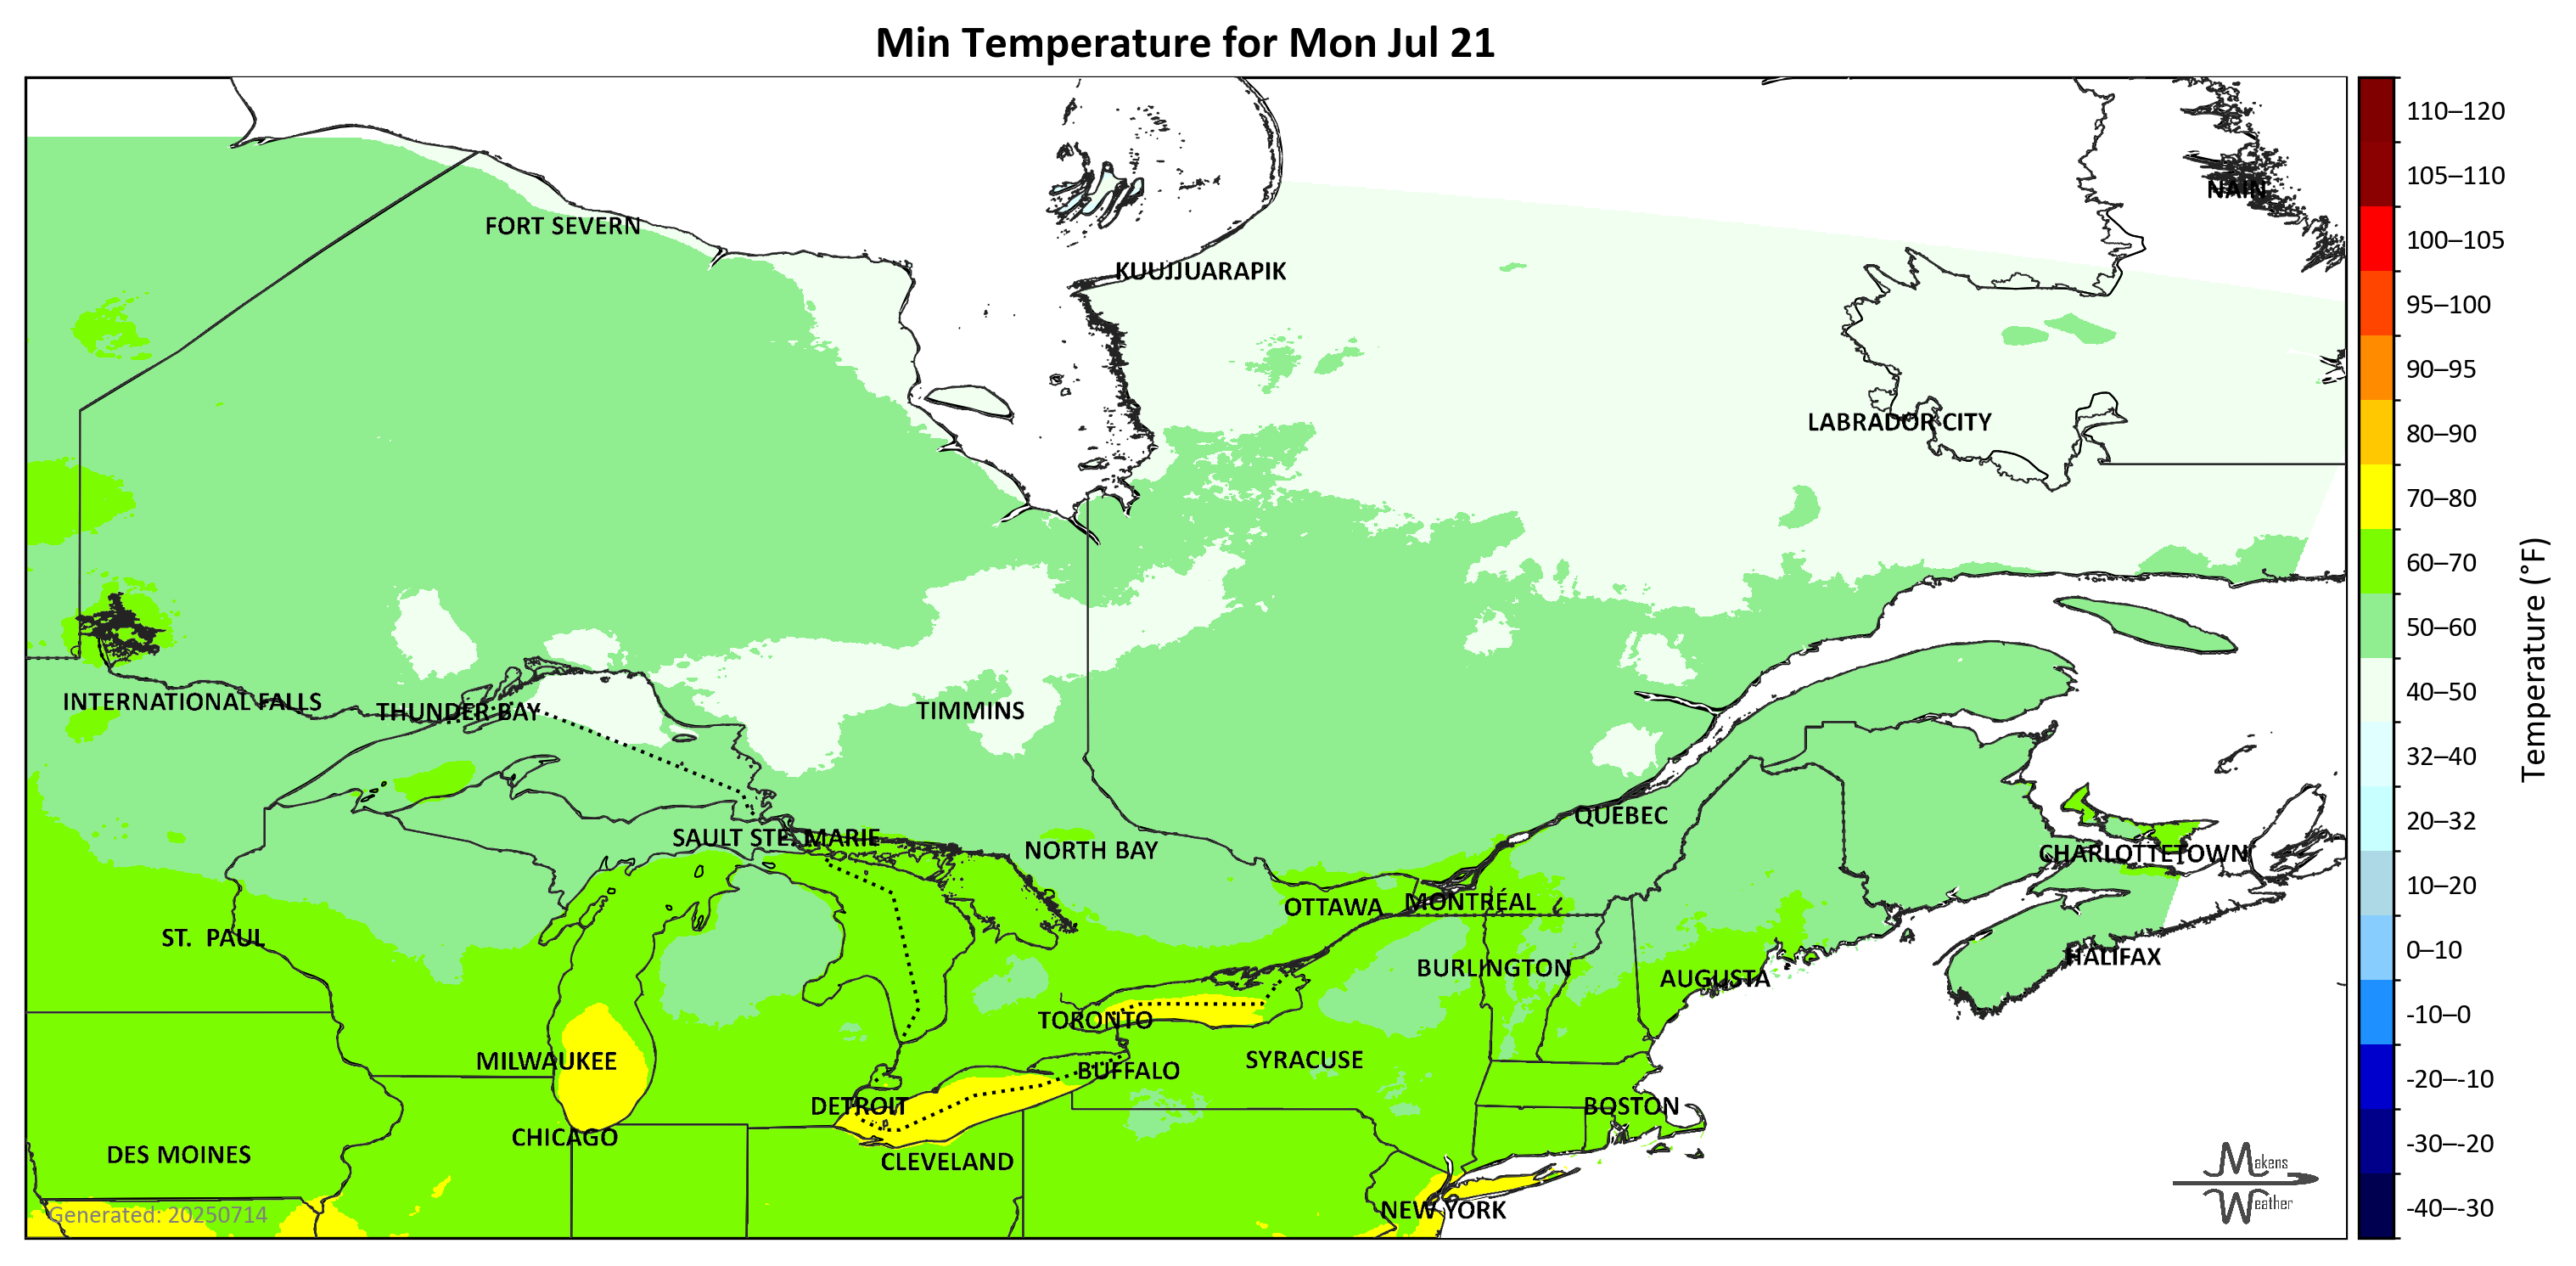 Min Temperature for Mon Jul 21
NAIN
FORT SEVERN
KUUJJUARAPIK
LABRADOR CITY
INTERNATIONAL FALLS
THUNDER BAY
TIMMINS
QUÉBEC
SAULT STE. MARIE
NORTH BAY
CHARLOTTETOWN
OTTAWA
MONTRÉAL
ST. PAUL
HALIFAX
BURLINGTON
AUGUSTA
TORONTO
MILWAUKEE
SYRACUSE
BUFFALO
DETROIT
BOSTON
CHICAGO
DES MOINES
CLEVELAND
NEW YORK
Generated: 20250714
Makens
Weather
110–120
105–110
100–105
95–100
90–95
80–90
70–80
60–70
50–60
40–50
32–40
20–32
10–20
0–10
-10–0
-20–-10
-30–-20
-40–-30
Temperature (°F)